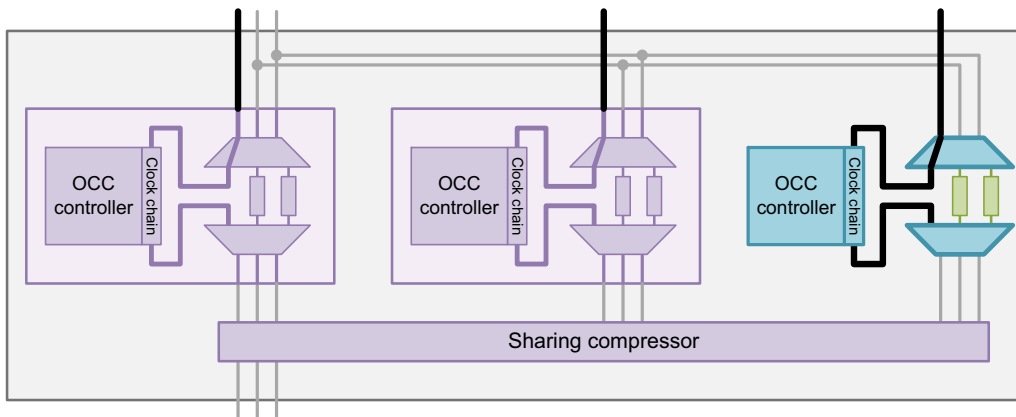 OCC
controller
Clock chain
OCC
controller
Clock chain
OCC
controller
Clock chain
Sharing compressor